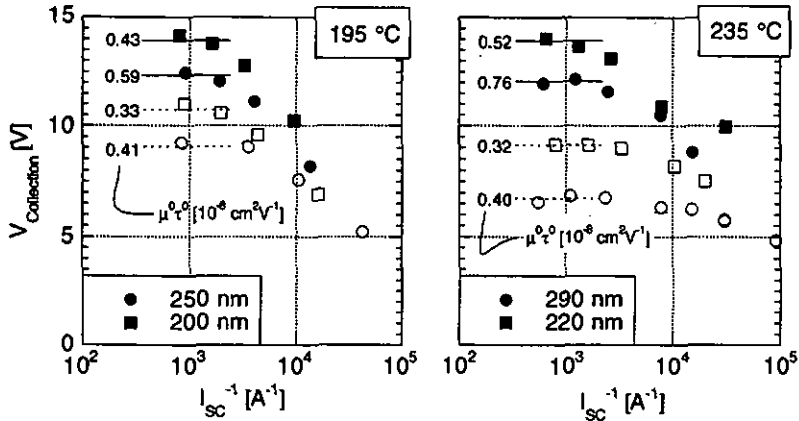 15
10
5
0
V_Collection [V]
195 °C
0.43
0.59
0.33
0.41
μ⁰τ⁰ [10⁻⁸ cm²V⁻¹]
● 250 nm
■ 200 nm
10² 10³ 10⁴ 10⁵
I_SC⁻¹ [A⁻¹]
235 °C
0.52
0.76
0.32
0.40
μ⁰τ⁰ [10⁻⁸ cm²V⁻¹]
● 290 nm
■ 220 nm
10² 10³ 10⁴ 10⁵
I_SC⁻¹ [A⁻¹]